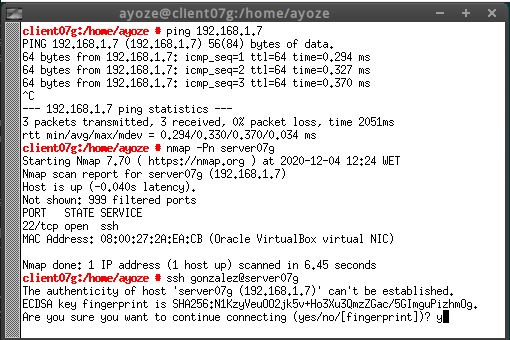 ayoze@client07g:/home/ayoze
client07g:/home/ayoze # ping 192.168.1.7
PING 192.168.1.7 (192.168.1.7) 56(84) bytes of data.
64 bytes from 192.168.1.7: icmp_seq=1 ttl=64 time=0.294 ms
64 bytes from 192.168.1.7: icmp_seq=2 ttl=64 time=0.327 ms
64 bytes from 192.168.1.7: icmp_seq=3 ttl=64 time=0.370 ms
^C
--- 192.168.1.7 ping statistics ---
3 packets transmitted, 3 received, 0% packet loss, time 2051ms
rtt min/avg/max/mdev = 0.294/0.330/0.370/0.034 ms
client07g:/home/ayoze # nmap -Pn server07g
Starting Nmap 7.70 ( https://nmap.org ) at 2020-12-04 12:24 WET
Nmap scan report for server07g (192.168.1.7)
Host is up (-0.040s latency).
Not shown: 999 filtered ports
PORT   STATE SERVICE
22/tcp open  ssh
MAC Address: 08:00:27:2A:EA:CB (Oracle VirtualBox virtual NIC)

Nmap done: 1 IP address (1 host up) scanned in 6.45 seconds
client07g:/home/ayoze # ssh gonzalez@server07g
The authenticity of host 'server07g (192.168.1.7)' can't be established.
ECDSA key fingerprint is SHA256:N1KzyVeuOO2jk5v+Ho3Xu3QmzZGac/5GImguPizhmOg.
Are you sure you want to continue connecting (yes/no/[fingerprint])? y